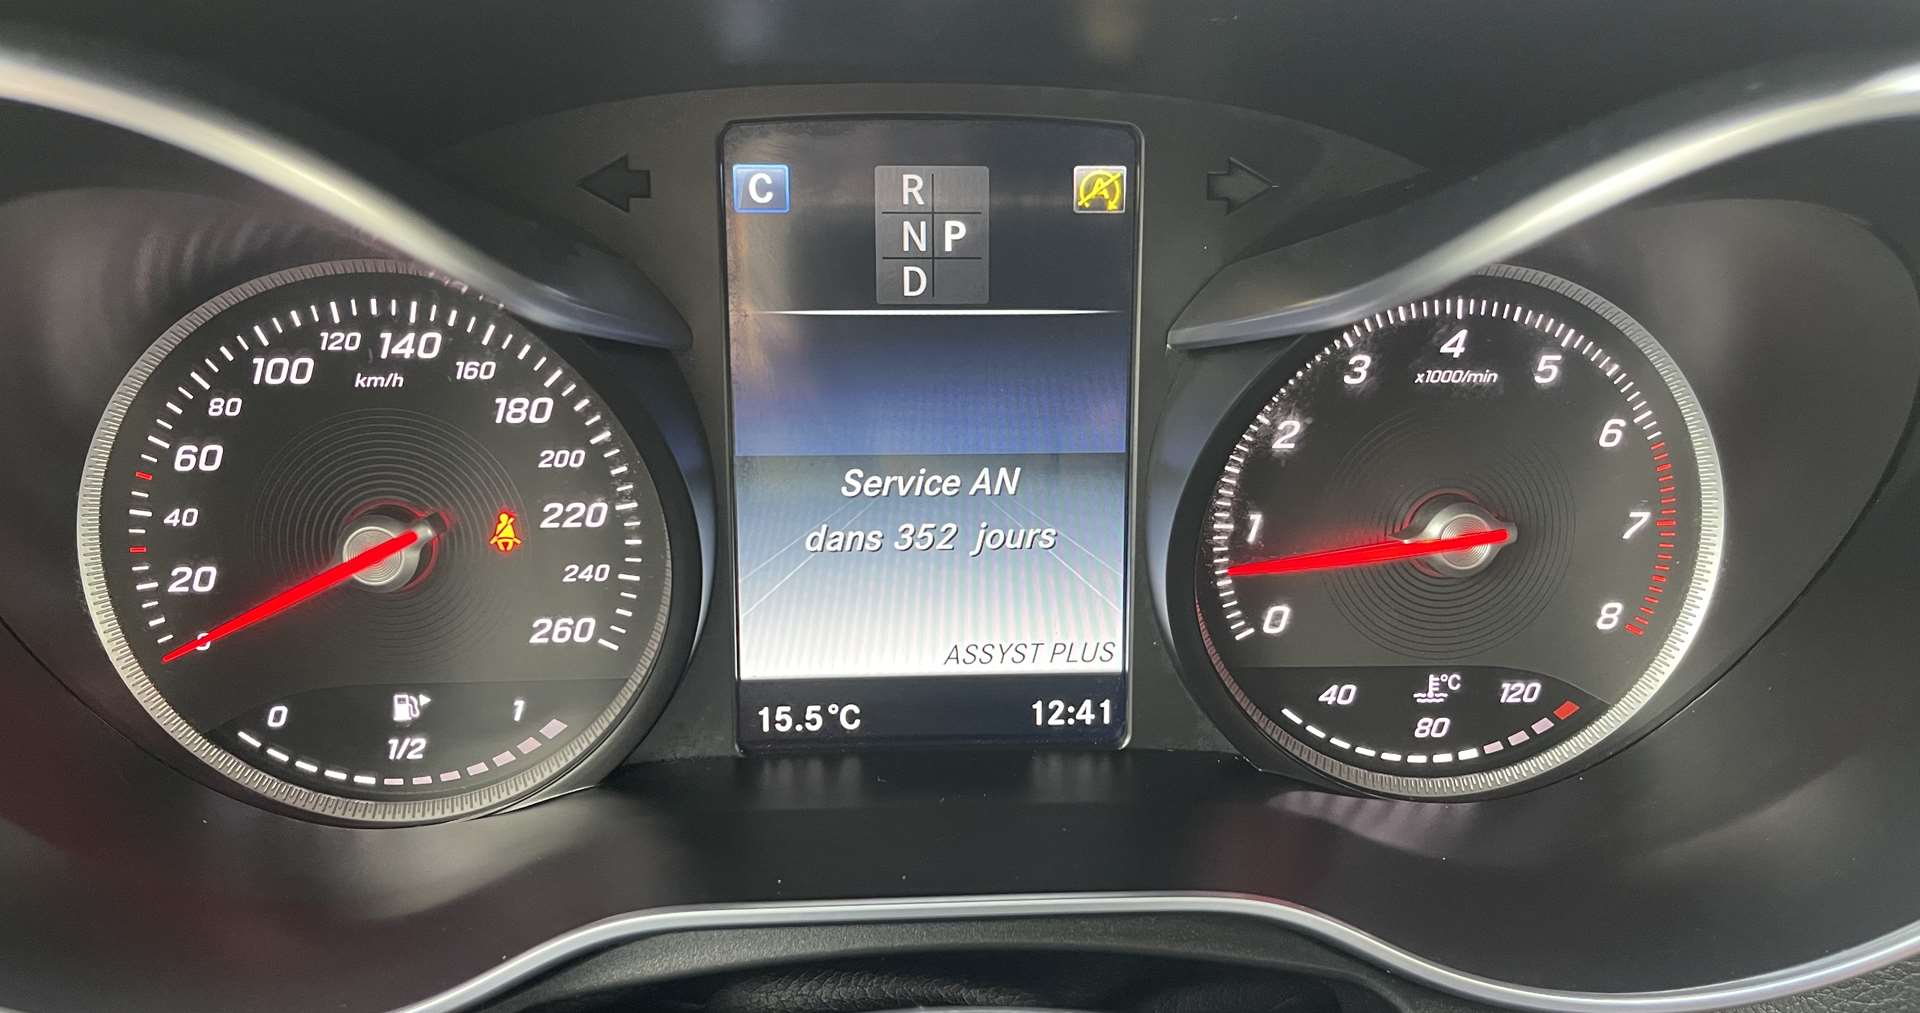 C
R
N P
D
Service AN
dans 352 jours
ASSYST PLUS
15.5°C 12:41
0
20
40
60
80
100
120
140
160
180
200
220
240
260
km/h
0 1/2 1
0
1
2
3
4
5
6
7
8
x1000/min
40 80 120
°C